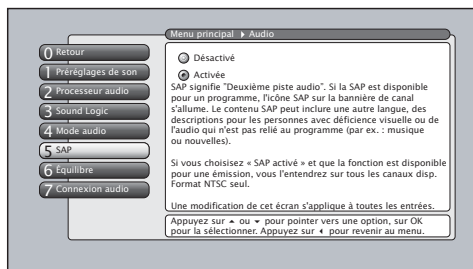 Menu principal Audio
0 Retour
1 Préréglages de son
2 Processeur audio
3 Sound Logic
4 Mode audio
5 SAP
6 Équilibre
7 Connexion audio
Désactivé
Activée
SAP signifie "Deuxième piste audio". Si la SAP est disponible
pour un programme, l'icône SAP sur la bannière de canal
s'allume. Le contenu SAP peut inclure une autre langue, des
descriptions pour les personnes avec déficience visuelle ou de
l'audio qui n'est pas relié au programme (par ex. : musique
ou nouvelles).
Si vous choisisez « SAP activé » et que la fonction est disponible
pour une émission, vous l'entendrez sur tous les canaux disp.
Format NTSC seul.
Une modification de cet écran s'applique à toutes les entrées.
Appuyez sur ou pour pointer vers une option, sur OK
pour la sélectionner. Appuyez sur pour revenir au menu.